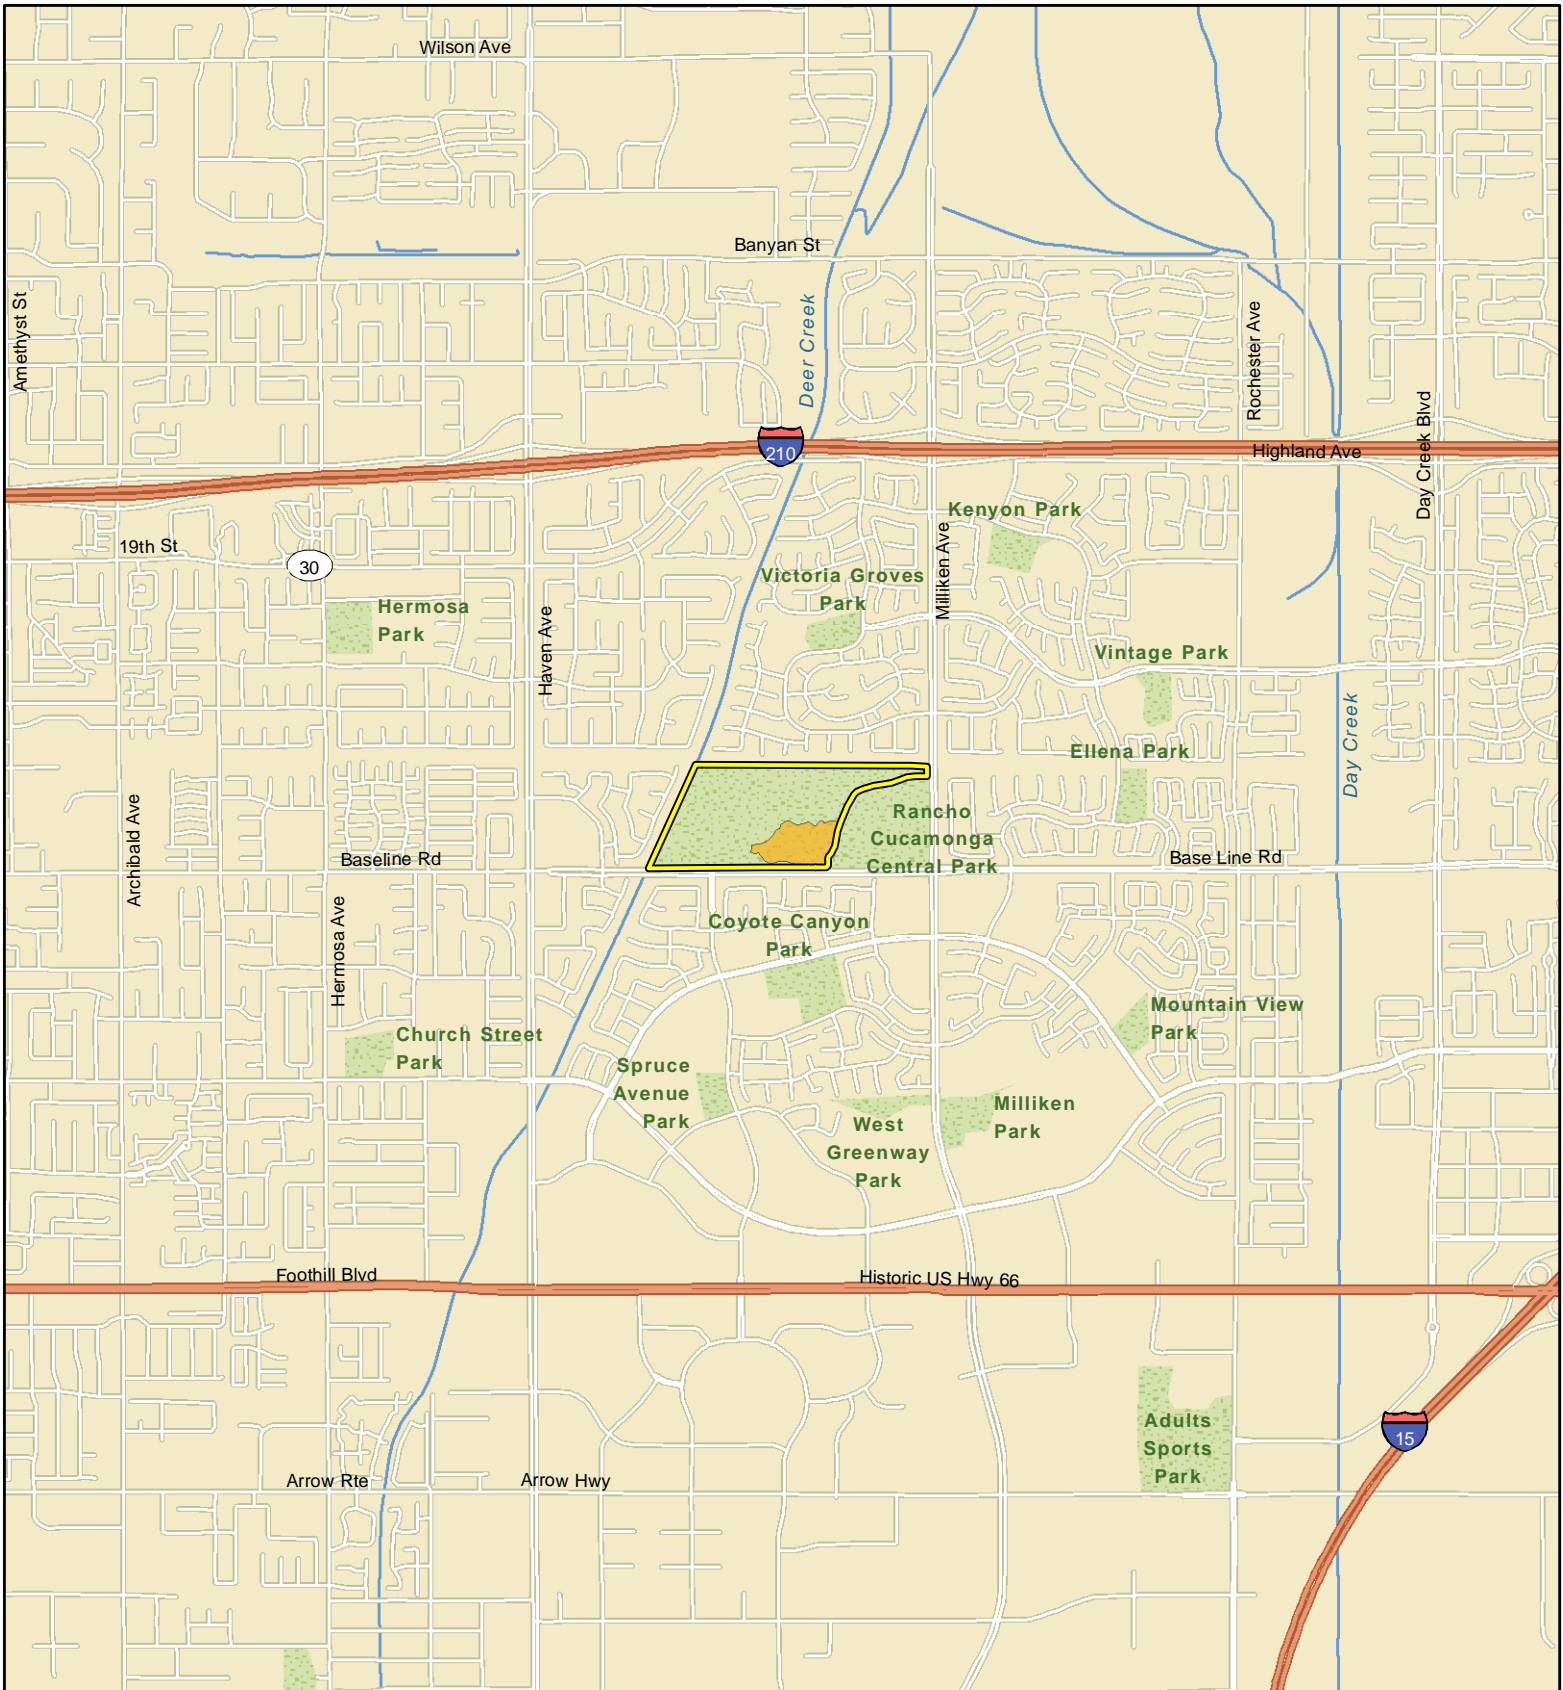 Wilson Ave
Banyan St
Amethyst St
Deer Creek
Rochester Ave
Day Creek Blvd
210
Highland Ave
Kenyon Park
19th St
30
Milliken Ave
Victoria Groves
Park
Hermosa
Park
Haven Ave
Vintage Park
Day Creek
Ellena Park
Archibald Ave
Rancho
Cucamonga
Central Park
Baseline Rd
Base Line Rd
Hermosa Ave
Coyote Canyon
Park
Mountain View
Park
Church Street
Park
Spruce
Avenue
Park
Milliken
Park
West
Greenway
Park
Foothill Blvd
Historic US Hwy 66
Adults
Sports
Park
15
Arrow Rte
Arrow Hwy